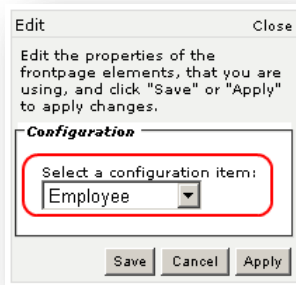 Edit Close
Edit the properties of the
frontpage elements, that you are
using, and click "Save" or "Apply"
to apply changes.
Configuration
Select a configuration item:
Employee
Save Cancel Apply